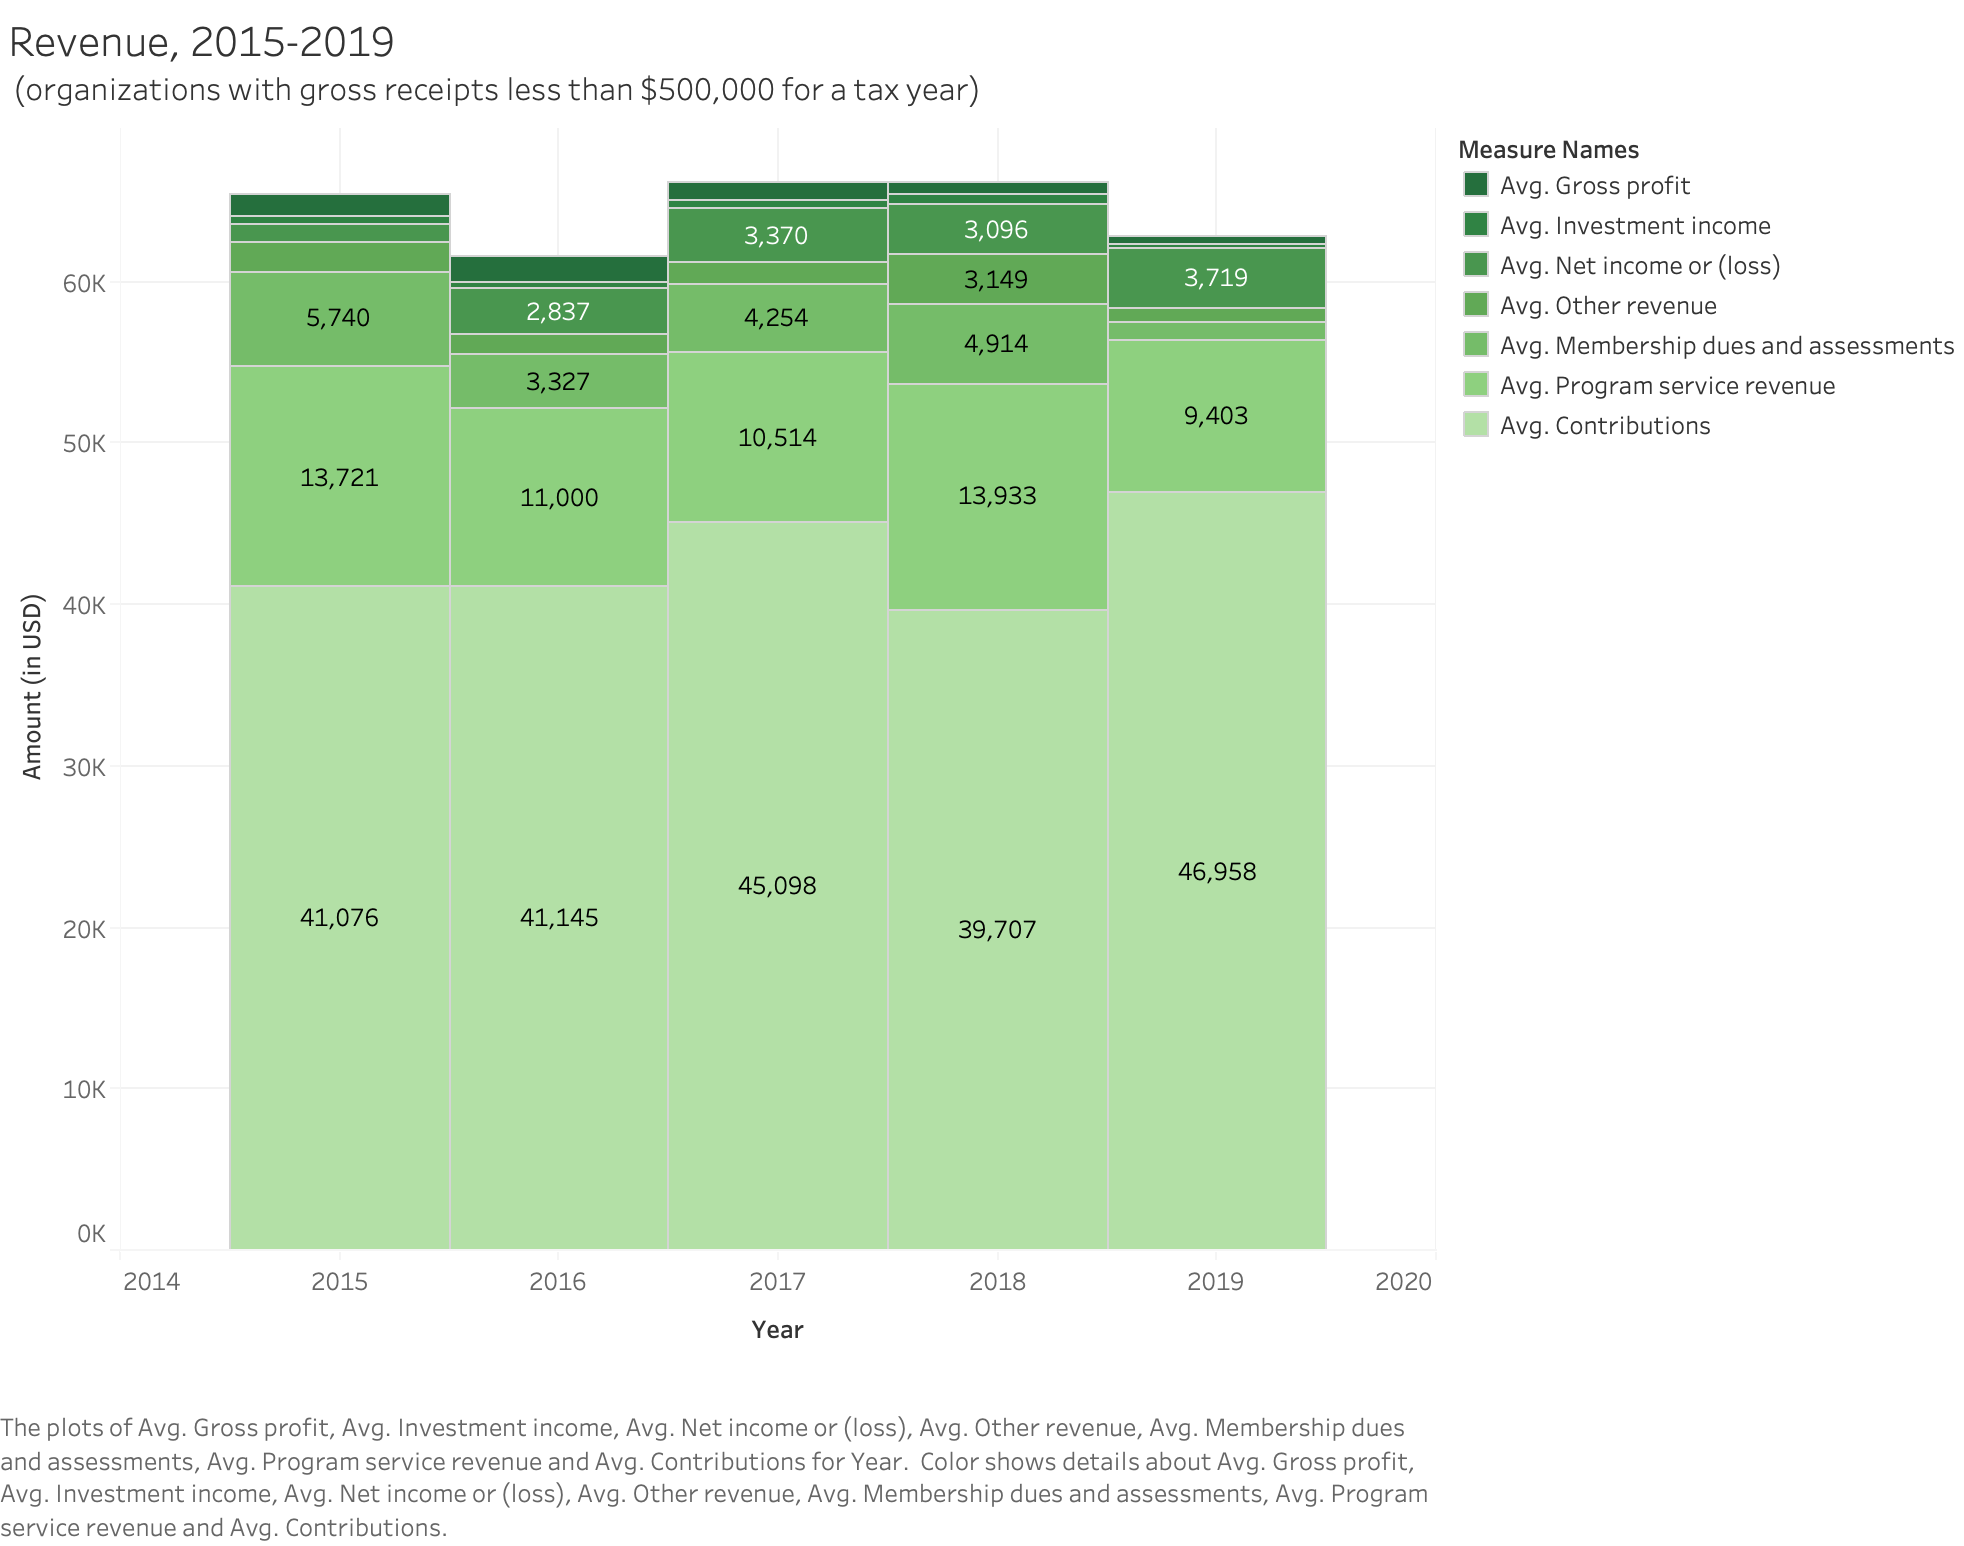 Revenue, 2015-2019
(organizations with gross receipts less than $500,000 for a tax year)
Measure Names
Avg. Gross profit
Avg. Investment income
Avg. Net income or (loss)
Avg. Other revenue
Avg. Membership dues and assessments
Avg. Program service revenue
Avg. Contributions
Amount (in USD)
60K
50K
40K
30K
20K
10K
0K
5,740
13,721
41,076
2,837
3,327
11,000
41,145
3,370
4,254
10,514
45,098
3,096
3,149
4,914
13,933
39,707
3,719
9,403
46,958
2014
2015
2016
2017
2018
2019
2020
Year
The plots of Avg. Gross profit, Avg. Investment income, Avg. Net income or (loss), Avg. Other revenue, Avg. Membership dues
and assessments, Avg. Program service revenue and Avg. Contributions for Year.  Color shows details about Avg. Gross profit,
Avg. Investment income, Avg. Net income or (loss), Avg. Other revenue, Avg. Membership dues and assessments, Avg. Program
service revenue and Avg. Contributions.